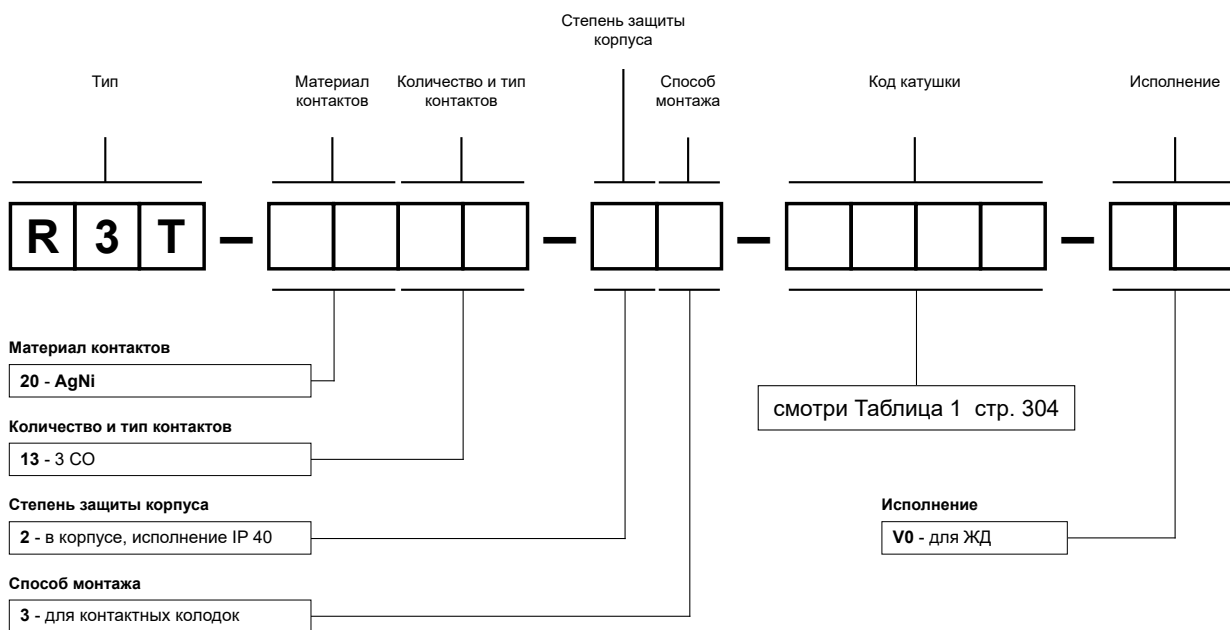 Степень защиты
корпуса
Тип
Материал
контактов
Количество и тип
контактов
Способ
монтажа
Код катушки
Исполнение
R 3 T – – – –
Материал контактов
20 - AgNi
смотри Таблица 1 стр. 304
Количество и тип контактов
13 - 3 CO
Степень защиты корпуса
2 - в корпусе, исполнение IP 40
Исполнение
V0 - для ЖД
Способ монтажа
3 - для контактных колодок